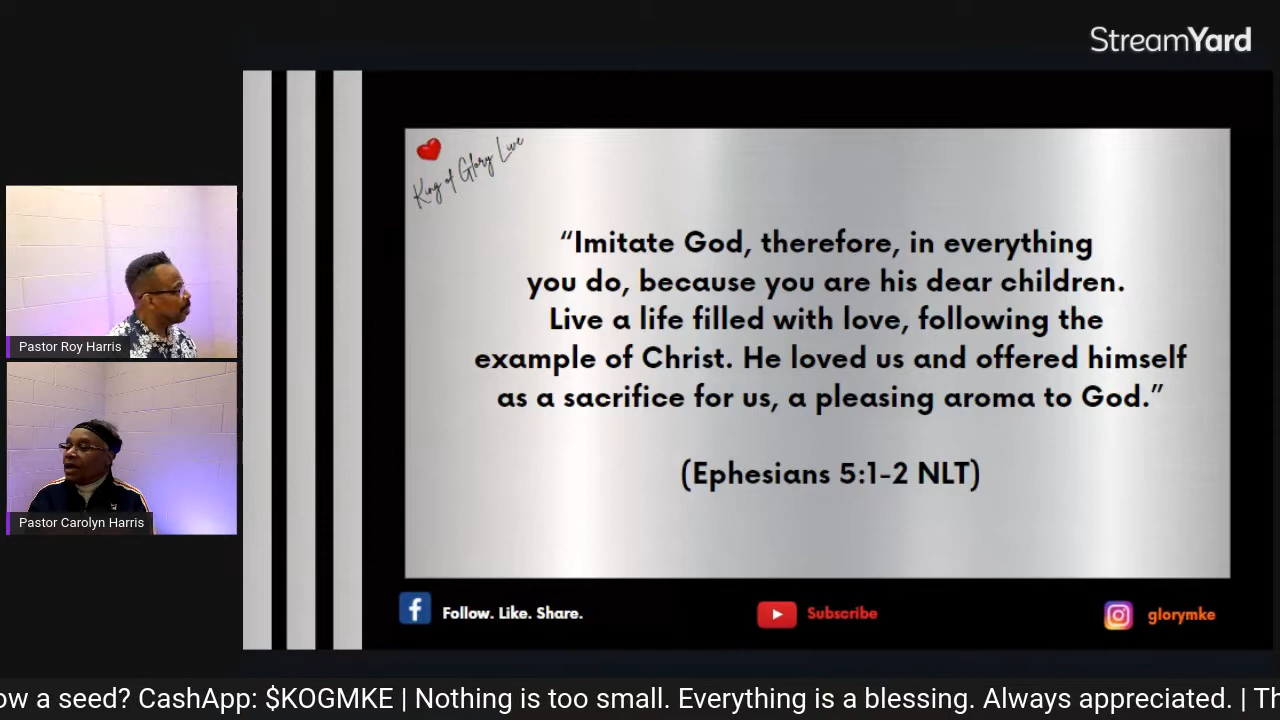 StreamYard
King of Glory Live
“Imitate God, therefore, in everything
you do, because you are his dear children.
Live a life filled with love, following the
example of Christ. He loved us and offered himself
as a sacrifice for us, a pleasing aroma to God.”
(Ephesians 5:1-2 NLT)
Pastor Roy Harris
Pastor Carolyn Harris
Follow. Like. Share.
Subscribe
glorymke
ow a seed? CashApp: $KOGMKE | Nothing is too small. Everything is a blessing. Always appreciated. | Th